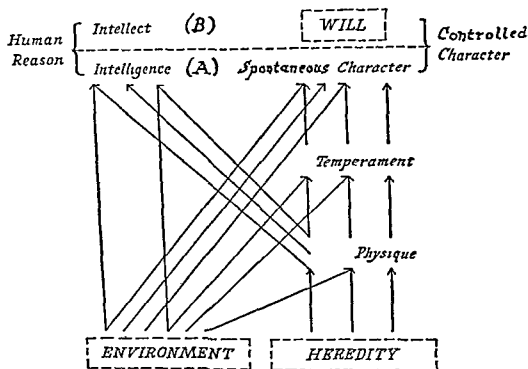 Human Reason
Intellect (B)
WILL
Controlled Character
Intelligence (A) Spontaneous Character
Temperament
Physique
ENVIRONMENT HEREDITY